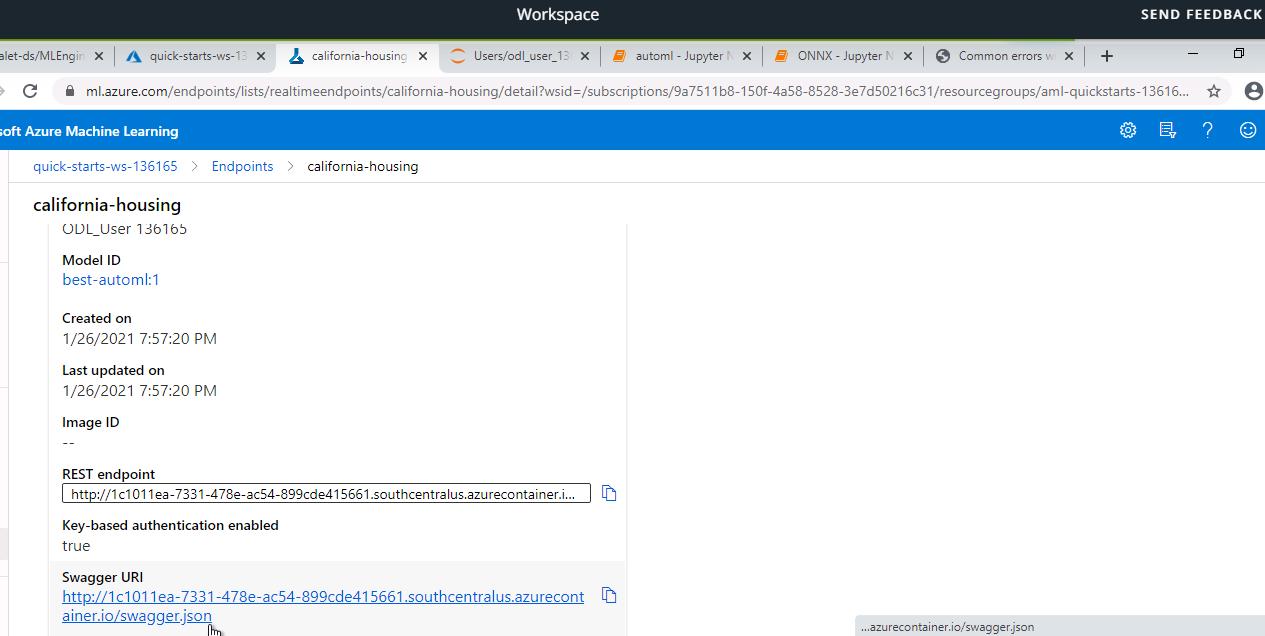 Workspace
SEND FEEDBACK
alet-ds/MLEngin
quick-starts-ws-13
california-housing
Users/odl_user_13
automl - Jupyter N
ONNX - Jupyter N
Common errors w
ml.azure.com/endpoints/lists/realtimeendpoints/california-housing/detail?wsid=/subscriptions/9a7511b8-150f-4a58-8528-3e7d50216c31/resourcegroups/aml-quickstarts-13616...
soft Azure Machine Learning
quick-starts-ws-136165 > Endpoints > california-housing
california-housing
ODL_User 136165
Model ID
best-automl:1
Created on
1/26/2021 7:57:20 PM
Last updated on
1/26/2021 7:57:20 PM
Image ID
--
REST endpoint
http://1c1011ea-7331-478e-ac54-899cde415661.southcentralus.azurecontainer.i...
Key-based authentication enabled
true
Swagger URI
http://1c1011ea-7331-478e-ac54-899cde415661.southcentralus.azurecont
ainer.io/swagger.json
...azurecontainer.io/swagger.json